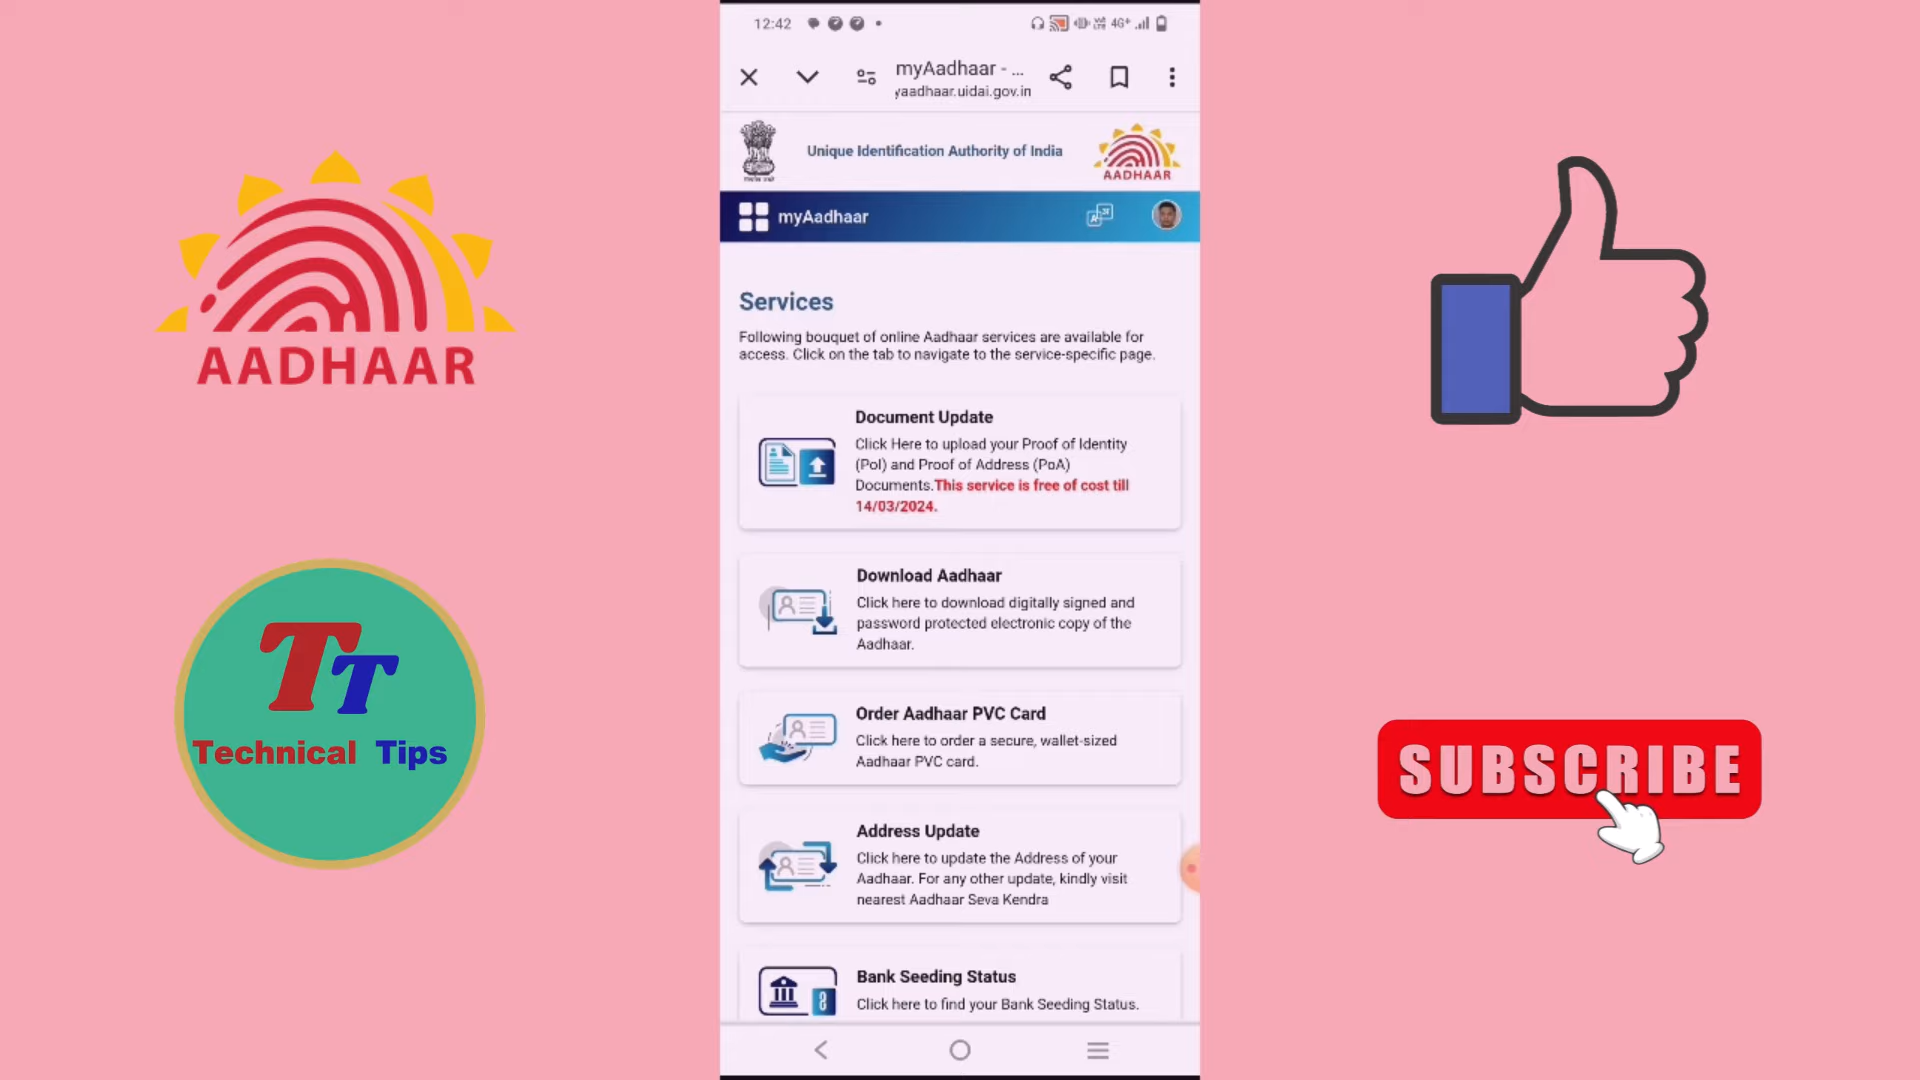 12:42
4G+
myAadhaar - ...
yaadhaar.uidai.gov.in
Unique Identification Authority of India
AADHAAR
myAadhaar
Services
Following bouquet of online Aadhaar services are available for
access. Click on the tab to navigate to the service-specific page.
Document Update
Click Here to upload your Proof of Identity
(PoI) and Proof of Address (PoA)
Documents.This service is free of cost till
14/03/2024.
Download Aadhaar
Click here to download digitally signed and
password protected electronic copy of the
Aadhaar.
Order Aadhaar PVC Card
Click here to order a secure, wallet-sized
Aadhaar PVC card.
Address Update
Click here to update the Address of your
Aadhaar. For any other update, kindly visit
nearest Aadhaar Seva Kendra
Bank Seeding Status
Click here to find your Bank Seeding Status.
AADHAAR
TT
Technical Tips
SUBSCRIBE